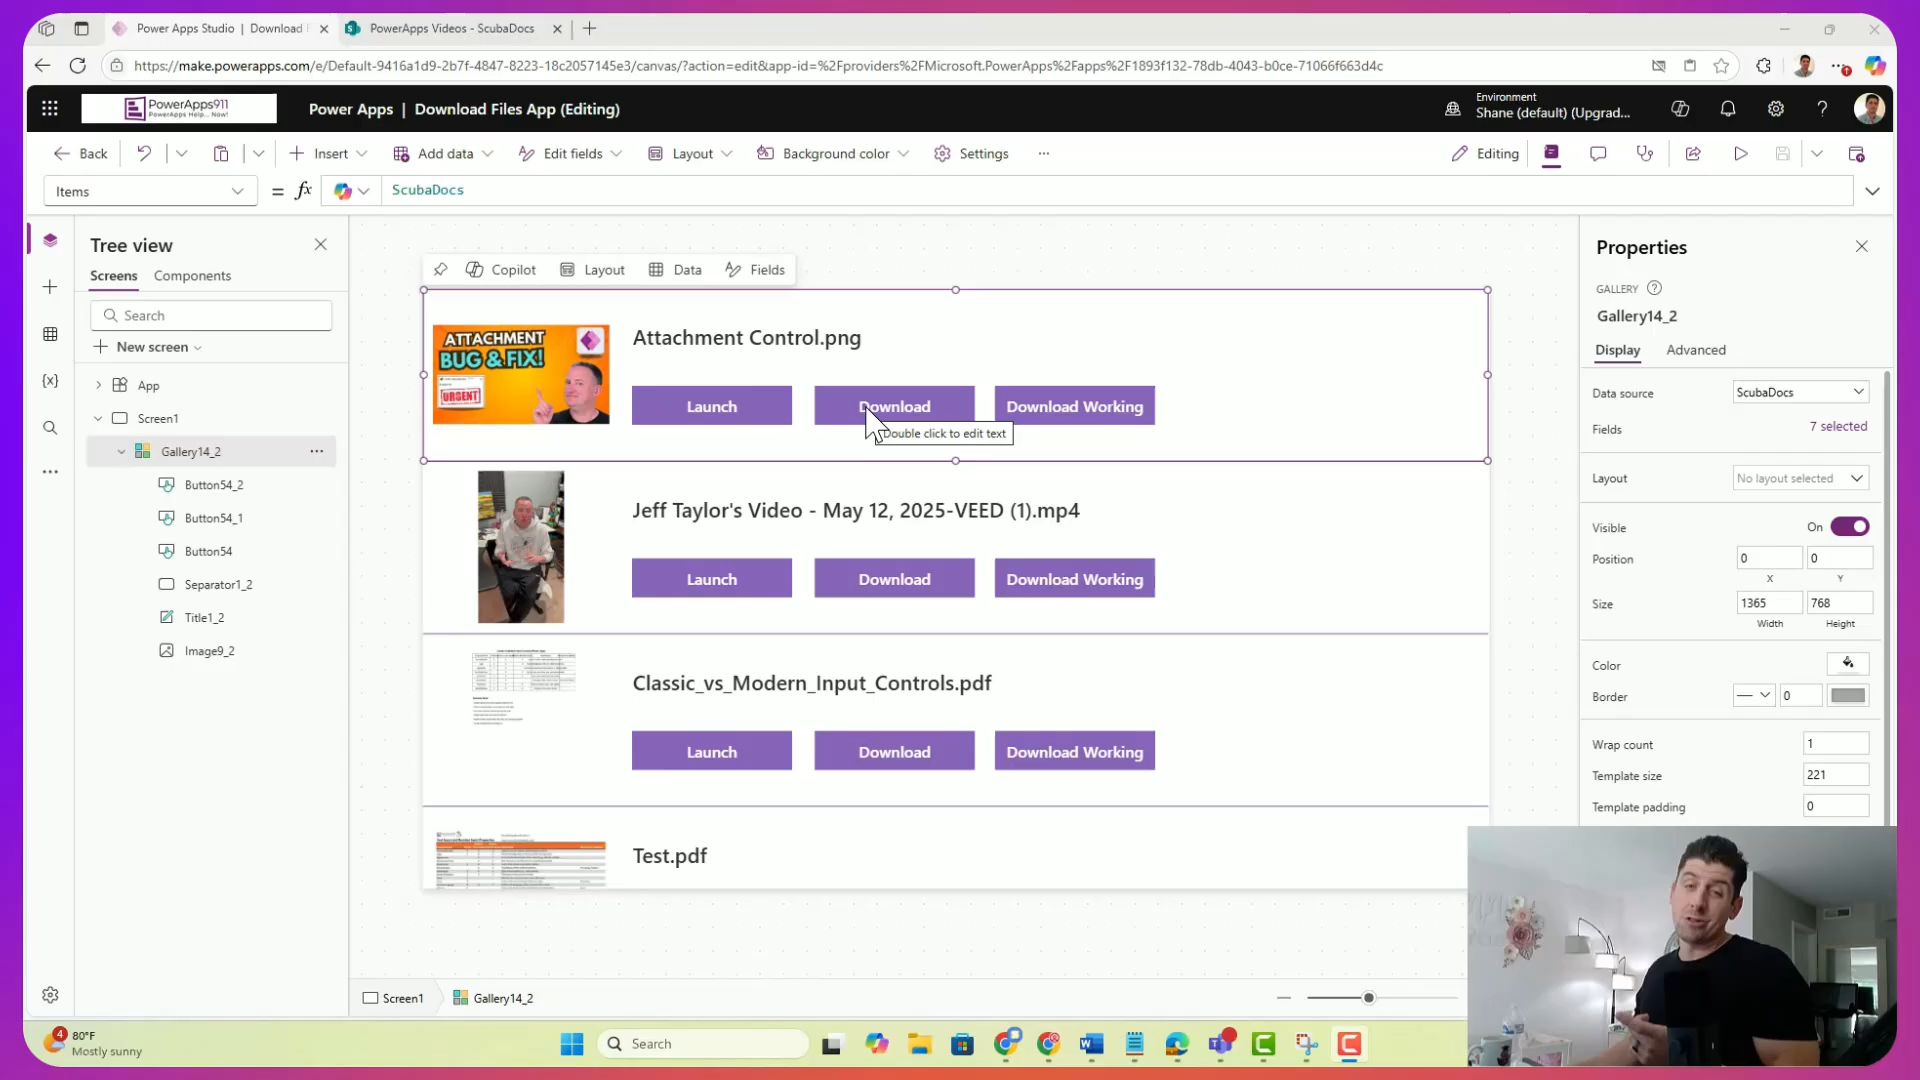 Power Apps Studio | Download
PowerApps Videos - ScubaDocs
https://make.powerapps.com/e/Default-9416a1d9-2b7f-4847-8223-18c2057145e3/canvas/?action=edit&app-id=%2Fproviders%2FMicrosoft.PowerApps%2Fapps%2F1893f132-78db-4043-b0ce-71066f663d4c
PowerApps911
PowerApps Help... Now!
Power Apps | Download Files App (Editing)
Environment
Shane (default) (Upgrad...
Back
Insert
Add data
Edit fields
Layout
Background color
Settings
Editing
Items
= fx
ScubaDocs
Tree view
Screens
Components
Search
New screen
App
Screen1
Gallery14_2
Button54_2
Button54_1
Button54
Separator1_2
Title1_2
Image9_2
Copilot
Layout
Data
Fields
ATTACHMENT
BUG & FIX!
URGENT
Attachment Control.png
Launch
Download
Download Working
Double click to edit text
Jeff Taylor's Video - May 12, 2025-VEED (1).mp4
Launch
Download
Download Working
Classic_vs_Modern_Input_Controls.pdf
Launch
Download
Download Working
Test.pdf
Properties
GALLERY
Gallery14_2
Display
Advanced
Data source
ScubaDocs
Fields
7 selected
Layout
No layout selected
Visible
On
Position
0
0
X
Y
Size
1365
768
Width
Height
Color
Border
0
Wrap count
1
Template size
221
Template padding
0
Screen1
Gallery14_2
4
80°F
Mostly sunny
Search